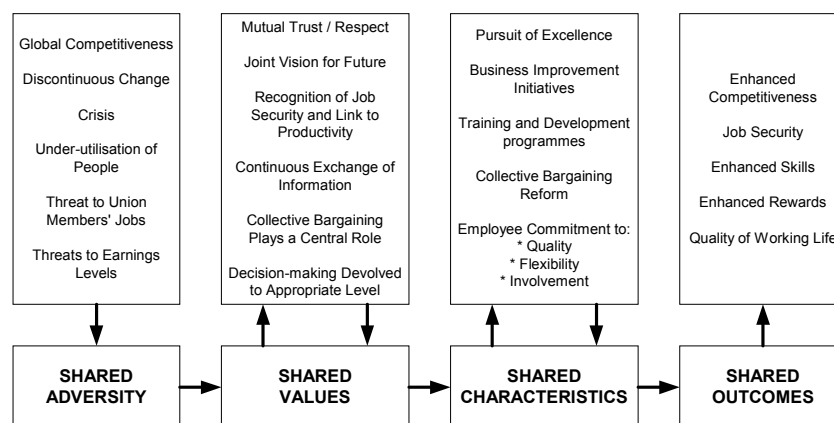 Global Competitiveness
Discontinuous Change
Crisis
Under-utilisation of
People
Threat to Union
Members' Jobs
Threats to Earnings
Levels
Mutual Trust / Respect
Joint Vision for Future
Recognition of Job
Security and Link to
Productivity
Continuous Exchange of
Information
Collective Bargaining
Plays a Central Role
Decision-making Devolved
to Appropriate Level
Pursuit of Excellence
Business Improvement
Initiatives
Training and Development
programmes
Collective Bargaining
Reform
Employee Commitment to:
* Quality
* Flexibility
* Involvement
Enhanced
Competitiveness
Job Security
Enhanced Skills
Enhanced Rewards
Quality of Working Life
SHARED
ADVERSITY
SHARED
VALUES
SHARED
CHARACTERISTICS
SHARED
OUTCOMES